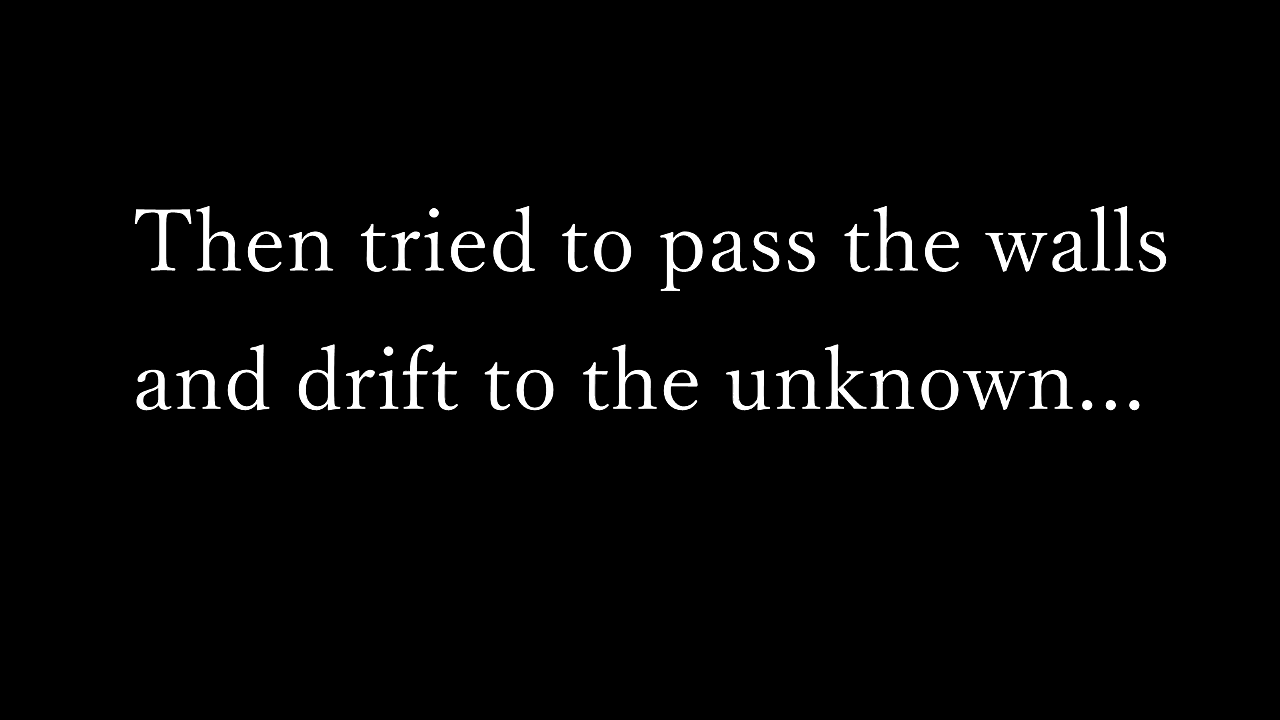 Then tried to pass the walls
and drift to the unknown...